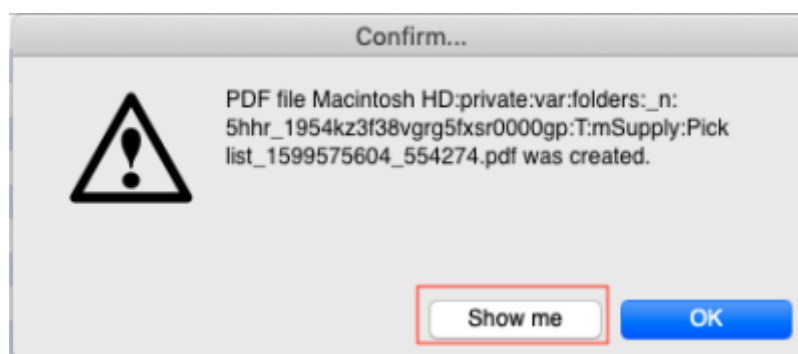 Confirm...
PDF file Macintosh HD:private:var:folders:_n:
5hhr_1954kz3f38vgrg5fxsr0000gp:T:mSupply:Pick
list_1599575604_554274.pdf was created.
Show me
OK